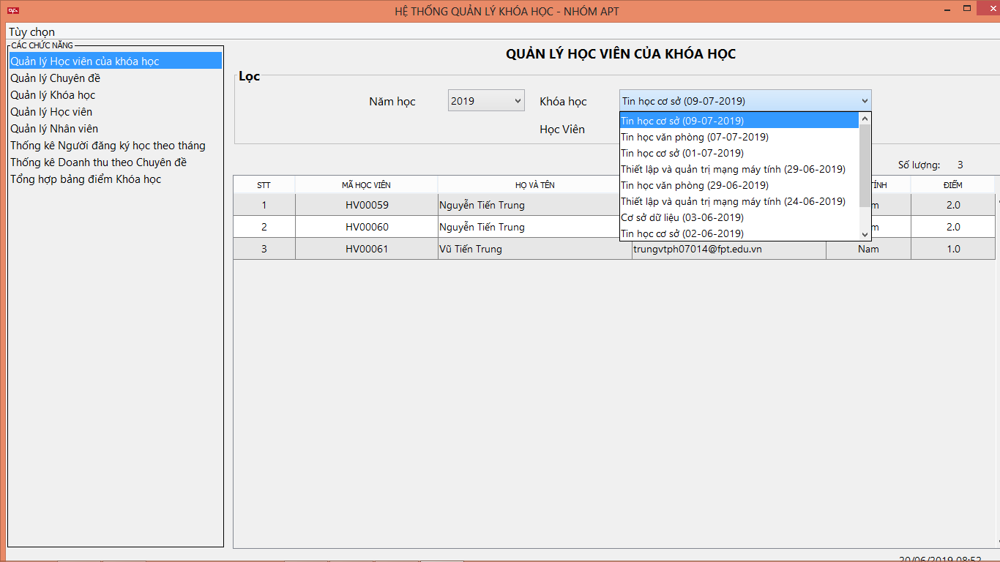 apt
HỆ THỐNG QUẢN LÝ KHÓA HỌC - NHÓM APT
Tùy chọn
CÁC CHỨC NĂNG
Quản lý Học viên của khóa học
Quản lý Chuyên đề
Quản lý Khóa học
Quản lý Học viên
Quản lý Nhân viên
Thống kê Người đăng ký học theo tháng
Thống kê Doanh thu theo Chuyên đề
Tổng hợp bảng điểm Khóa học
QUẢN LÝ HỌC VIÊN CỦA KHÓA HỌC
Lọc
Năm học 2019 Khóa học Tin học cơ sở (09-07-2019)
Học Viên
Tin học cơ sở (09-07-2019)
Tin học văn phòng (07-07-2019)
Tin học cơ sở (01-07-2019)
Thiết lập và quản trị mạng máy tính (29-06-2019)
Tin học văn phòng (29-06-2019)
Thiết lập và quản trị mạng máy tính (24-06-2019)
Cơ sở dữ liệu (03-06-2019)
Tin học cơ sở (02-06-2019)
Số lượng: 3
STT MÃ HỌC VIÊN HỌ VÀ TÊN TÍNH ĐIỂM
1 HV00059 Nguyễn Tiến Trung m 2.0
2 HV00060 Nguyễn Tiến Trung m 2.0
3 HV00061 Vũ Tiến Trung trungvtph07014@fpt.edu.vn Nam 1.0
20/06/2019 08:52